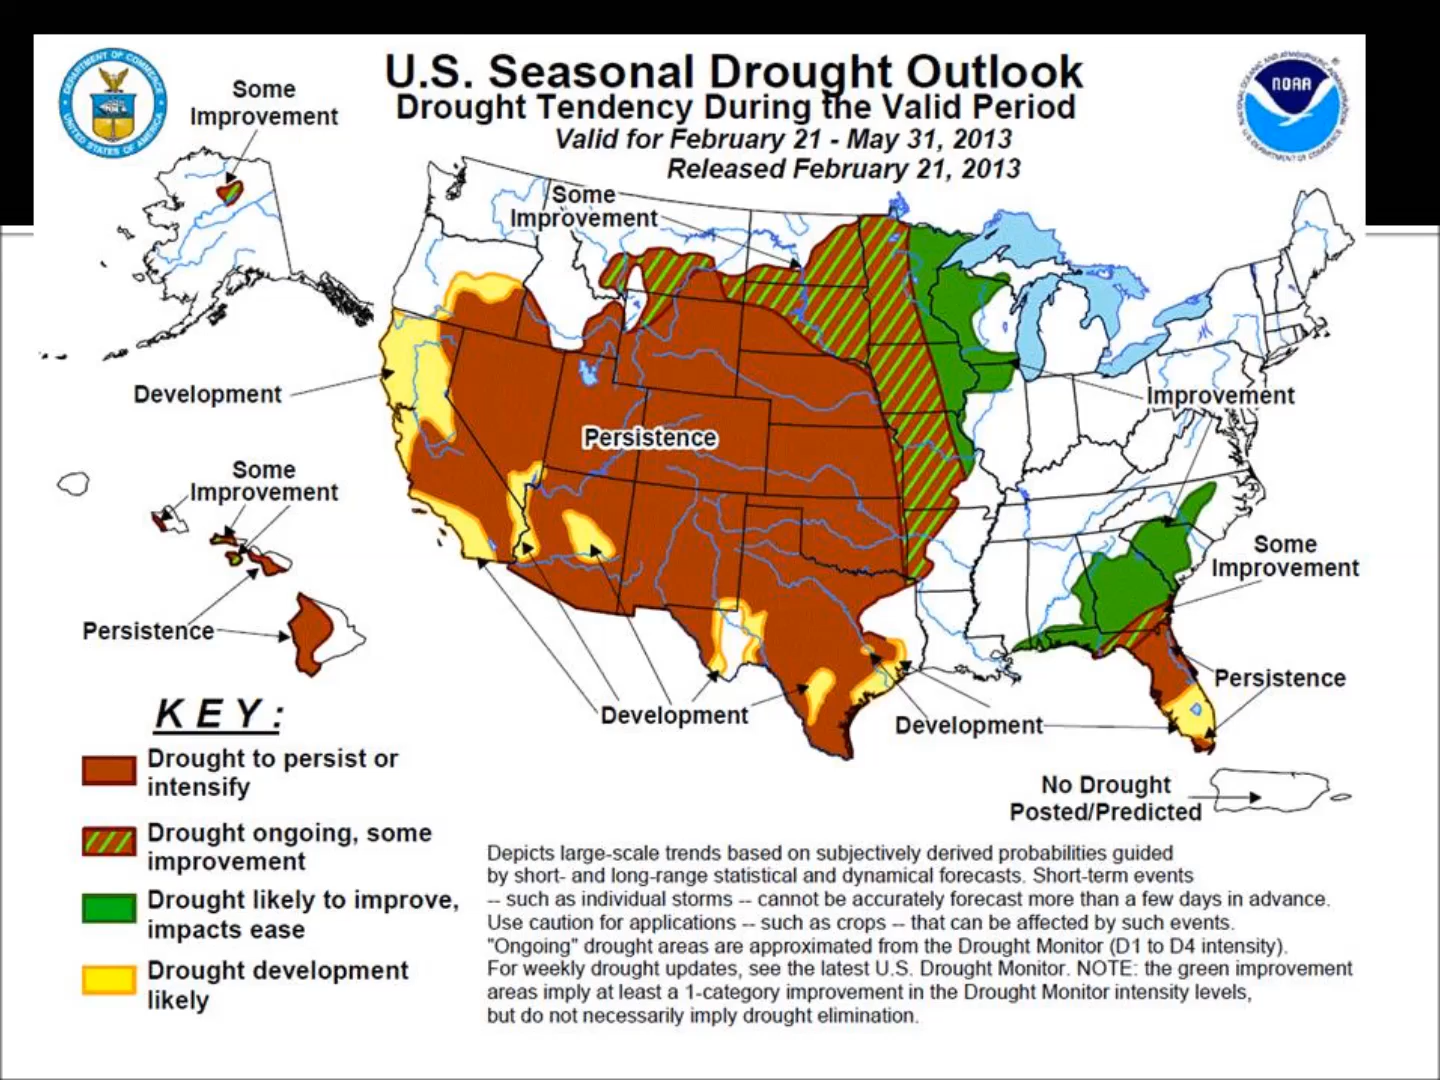 U.S. Seasonal Drought Outlook
Drought Tendency During the Valid Period
Valid for February 21 - May 31, 2013
Released February 21, 2013
DEPARTMENT OF COMMERCE
UNITED STATES OF AMERICA
NOAA
Some
Improvement
Some
Improvement
Development
Persistence
Improvement
Some
Improvement
Some
Improvement
Persistence
Persistence
Development
Development
No Drought
Posted/Predicted
KEY:
Drought to persist or
intensify
Drought ongoing, some
improvement
Drought likely to improve,
impacts ease
Drought development
likely
Depicts large-scale trends based on subjectively derived probabilities guided
by short- and long-range statistical and dynamical forecasts. Short-term events
-- such as individual storms -- cannot be accurately forecast more than a few days in advance.
Use caution for applications -- such as crops -- that can be affected by such events.
"Ongoing" drought areas are approximated from the Drought Monitor (D1 to D4 intensity).
For weekly drought updates, see the latest U.S. Drought Monitor. NOTE: the green improvement
areas imply at least a 1-category improvement in the Drought Monitor intensity levels,
but do not necessarily imply drought elimination.